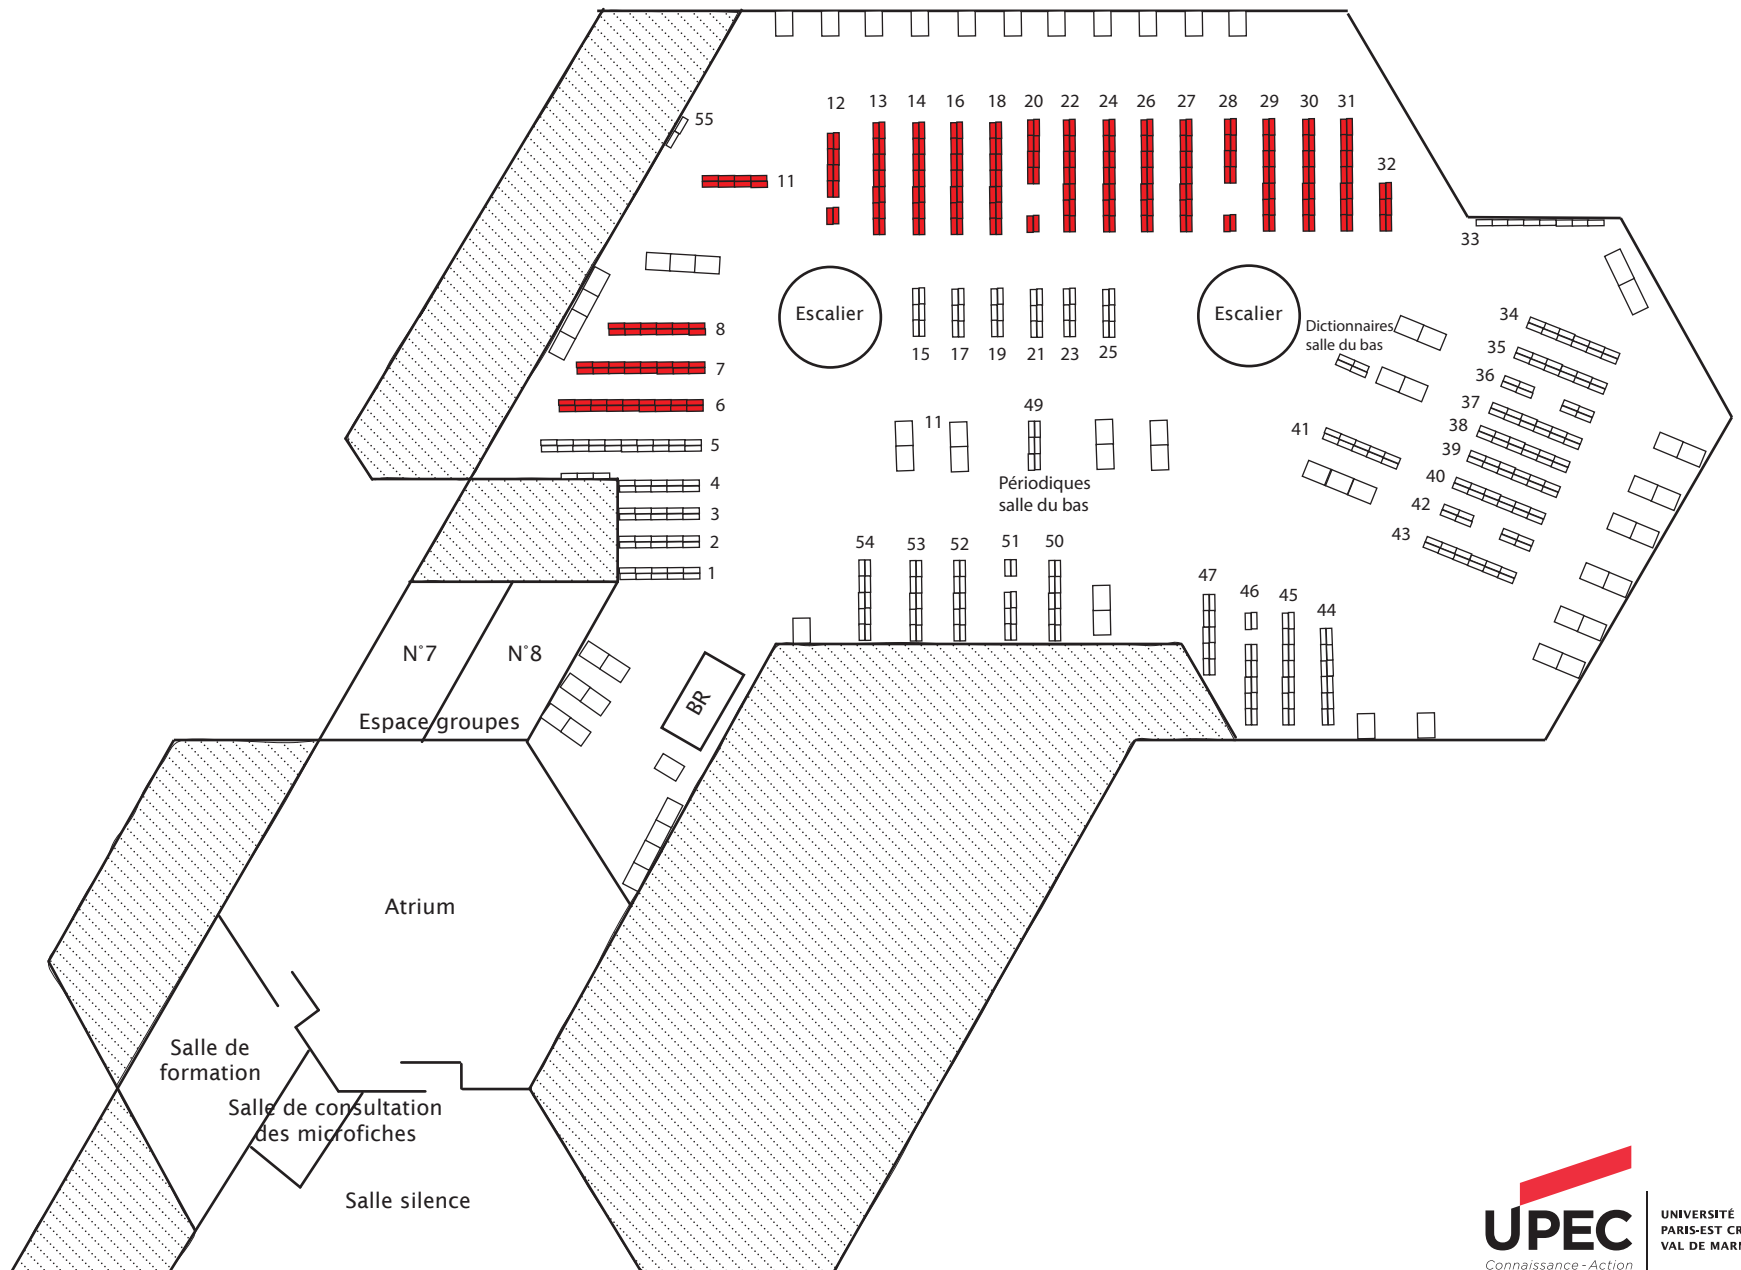 12
13
14
16
18
20
22
24
26
27
28
29
30
31
55
11
32
33
8
7
6
5
4
3
2
1
Escalier
Escalier
15
17
19
21
23
25
Dictionnaires
salle du bas
34
35
36
37
38
39
40
41
42
43
11
49
Périodiques
salle du bas
54
53
52
51
50
47
46
45
44
N°7
N°8
Espace groupes
BR
Atrium
Salle de
formation
Salle de consultation
des microfiches
Salle silence
UPEC
Connaissance - Action
UNIVERSITÉ
PARIS-EST CR
VAL DE MAR